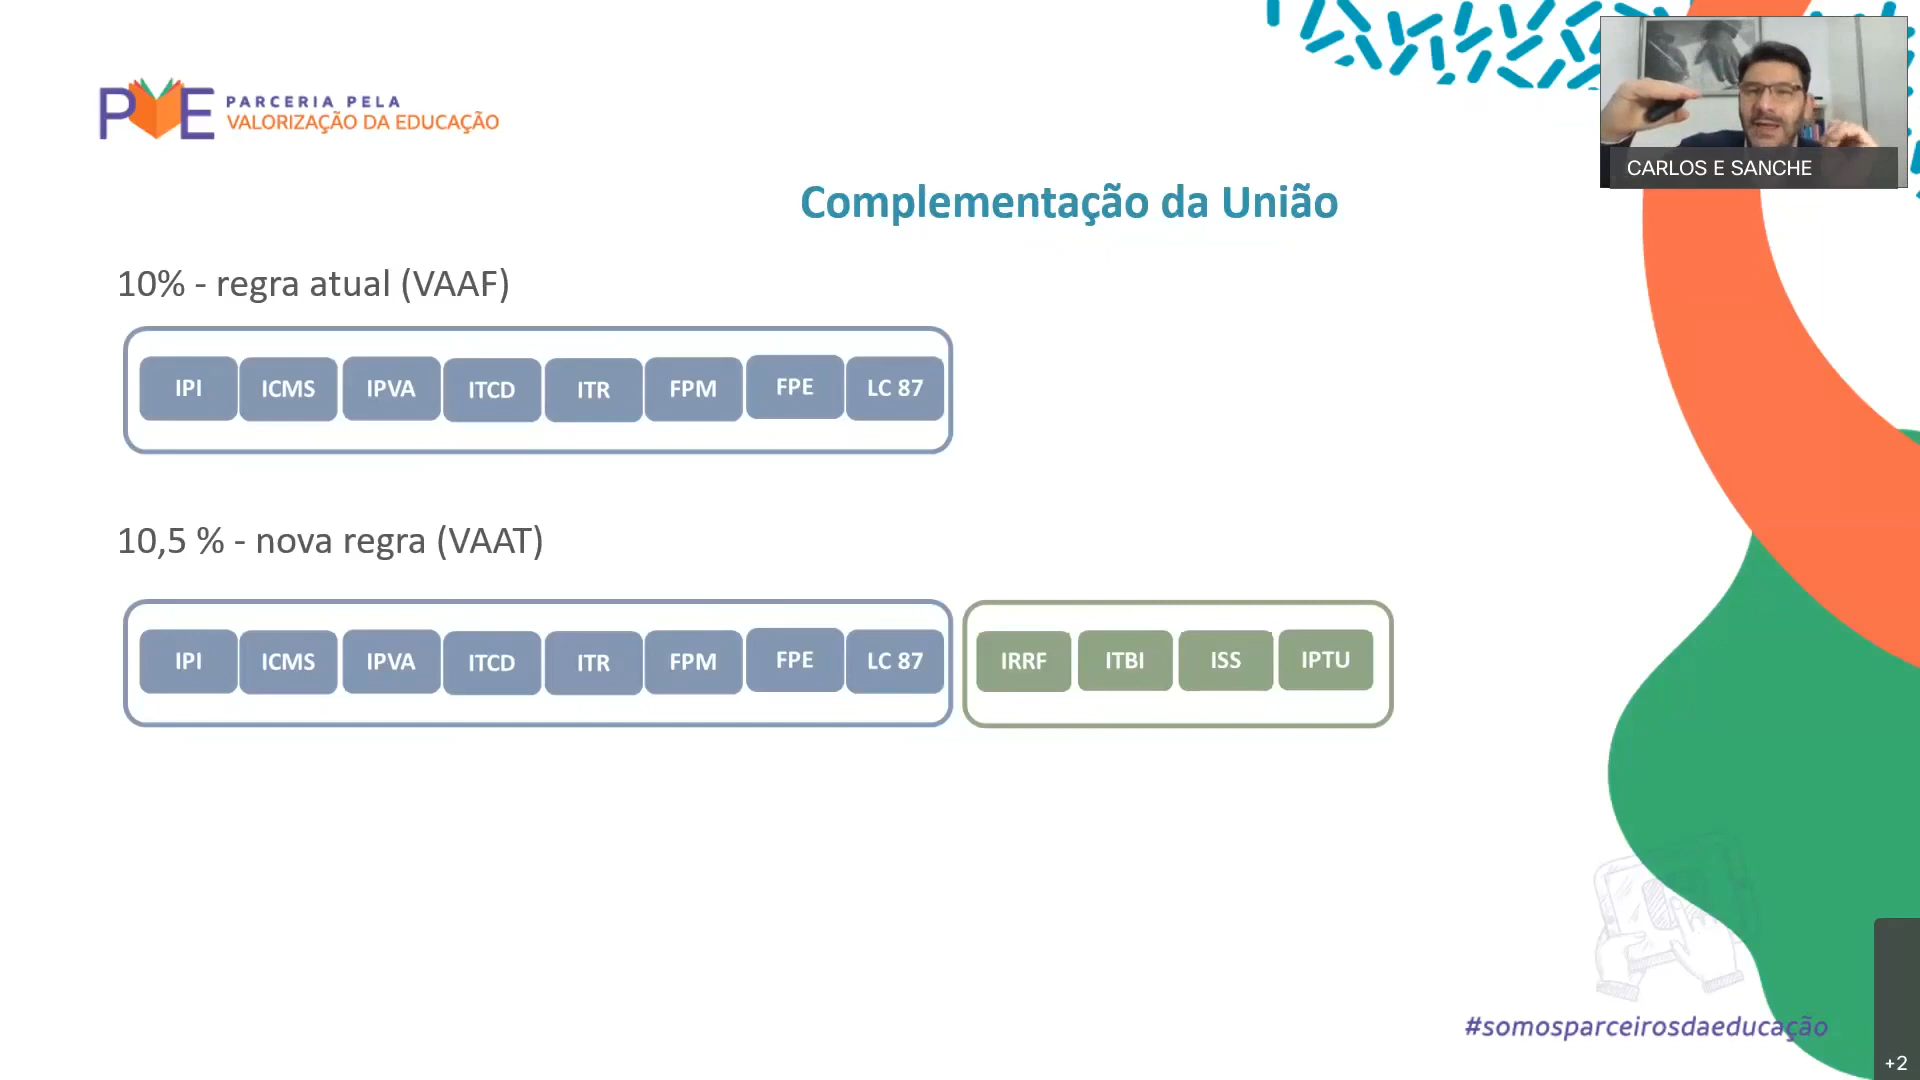 PVE PARCERIA PELA
VALORIZAÇÃO DA EDUCAÇÃO
CARLOS E SANCHE
Complementação da União
10% - regra atual (VAAF)
IPI ICMS IPVA ITCD ITR FPM FPE LC 87
10,5 % - nova regra (VAAT)
IPI ICMS IPVA ITCD ITR FPM FPE LC 87 IRRF ITBI ISS IPTU
#somosparceirosdaeducação
+2